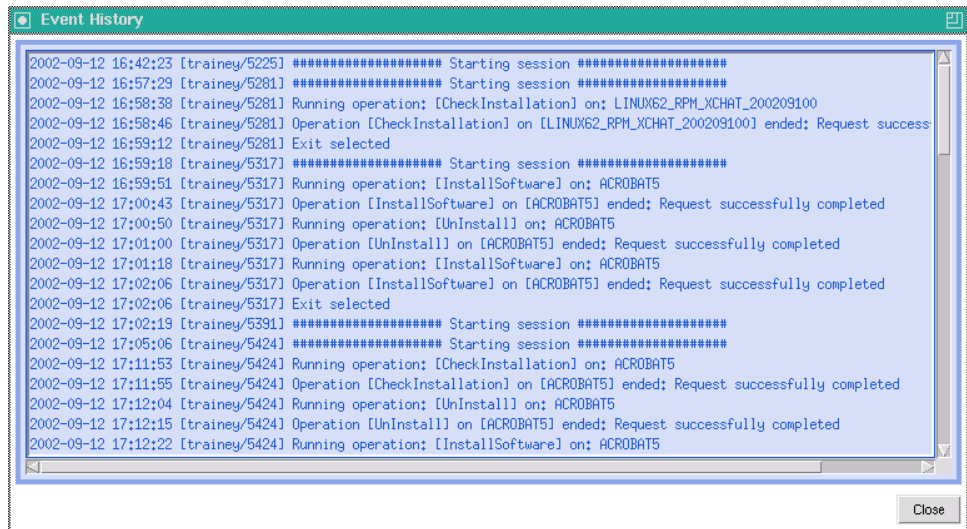 Event History
2002-09-12 16:42:23 [trainey/5225] #################### Starting session ####################
2002-09-12 16:57:29 [trainey/5281] #################### Starting session ####################
2002-09-12 16:58:38 [trainey/5281] Running operation: [CheckInstallation] on: LINUX62_RPM_XCHAT_200209100
2002-09-12 16:58:46 [trainey/5281] Operation [CheckInstallation] on [LINUX62_RPM_XCHAT_200209100] ended: Request success
2002-09-12 16:59:12 [trainey/5281] Exit selected
2002-09-12 16:59:18 [trainey/5317] #################### Starting session ####################
2002-09-12 16:59:51 [trainey/5317] Running operation: [InstallSoftware] on: ACROBAT5
2002-09-12 17:00:43 [trainey/5317] Operation [InstallSoftware] on [ACROBAT5] ended: Request successfully completed
2002-09-12 17:00:50 [trainey/5317] Running operation: [UnInstall] on: ACROBAT5
2002-09-12 17:01:00 [trainey/5317] Operation [UnInstall] on [ACROBAT5] ended: Request successfully completed
2002-09-12 17:01:18 [trainey/5317] Running operation: [InstallSoftware] on: ACROBAT5
2002-09-12 17:02:06 [trainey/5317] Operation [InstallSoftware] on [ACROBAT5] ended: Request successfully completed
2002-09-12 17:02:06 [trainey/5317] Exit selected
2002-09-12 17:02:19 [trainey/5391] #################### Starting session ####################
2002-09-12 17:05:06 [trainey/5424] #################### Starting session ####################
2002-09-12 17:11:53 [trainey/5424] Running operation: [CheckInstallation] on: ACROBAT5
2002-09-12 17:11:55 [trainey/5424] Operation [CheckInstallation] on [ACROBAT5] ended: Request successfully completed
2002-09-12 17:12:04 [trainey/5424] Running operation: [UnInstall] on: ACROBAT5
2002-09-12 17:12:15 [trainey/5424] Operation [UnInstall] on [ACROBAT5] ended: Request successfully completed
2002-09-12 17:12:22 [trainey/5424] Running operation: [InstallSoftware] on: ACROBAT5
Close